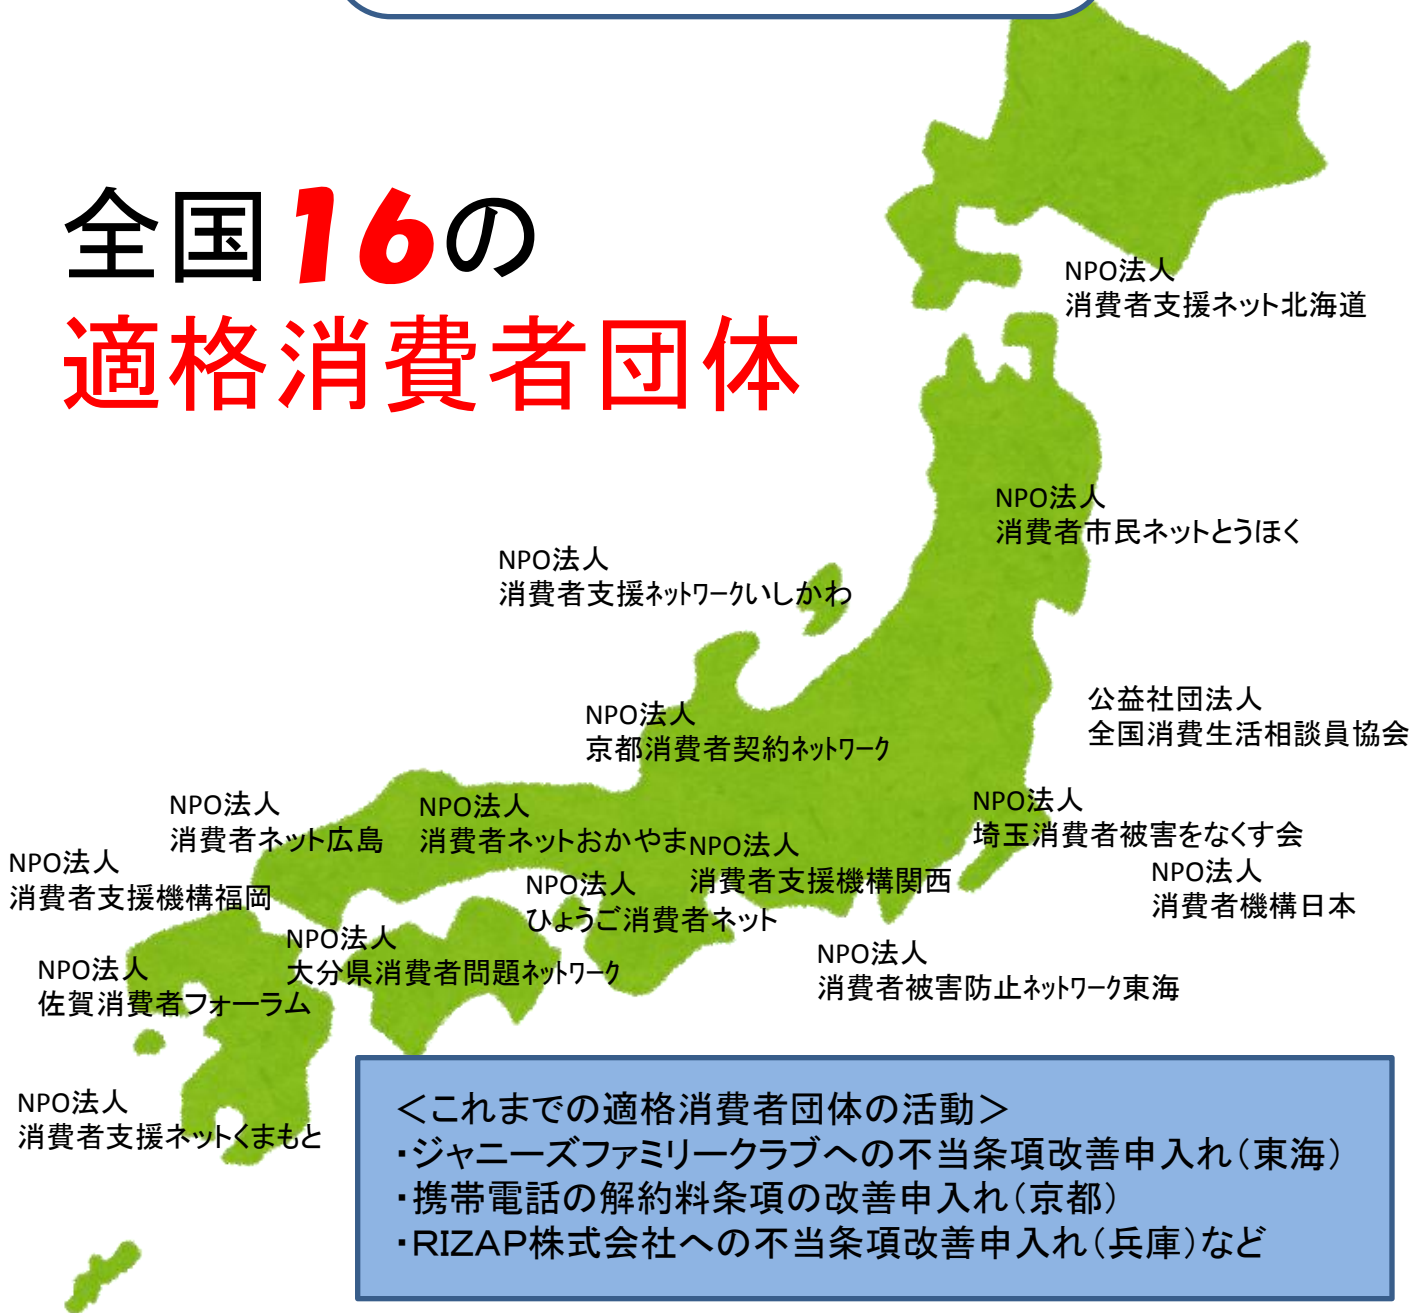 全国16の
適格消費者団体
NPO法人
消費者支援ネット北海道
NPO法人
消費者市民ネットとうほく
NPO法人
消費者支援ネットワークいしかわ
公益社団法人
全国消費生活相談員協会
NPO法人
京都消費者契約ネットワーク
NPO法人
消費者ネット広島
NPO法人
消費者ネットおかやま
NPO法人
埼玉消費者被害をなくす会
NPO法人
消費者支援機構関西
NPO法人
消費者支援機構福岡
NPO法人
ひょうご消費者ネット
NPO法人
消費者機構日本
NPO法人
大分県消費者問題ネットワーク
NPO法人
佐賀消費者フォーラム
NPO法人
消費者被害防止ネットワーク東海
NPO法人
消費者支援ネットくまもと
＜これまでの適格消費者団体の活動＞
・ジャニーズファミリークラブへの不当条項改善申入れ（東海）
・携帯電話の解約料条項の改善申入れ（京都）
・RIZAP株式会社への不当条項改善申入れ（兵庫）など